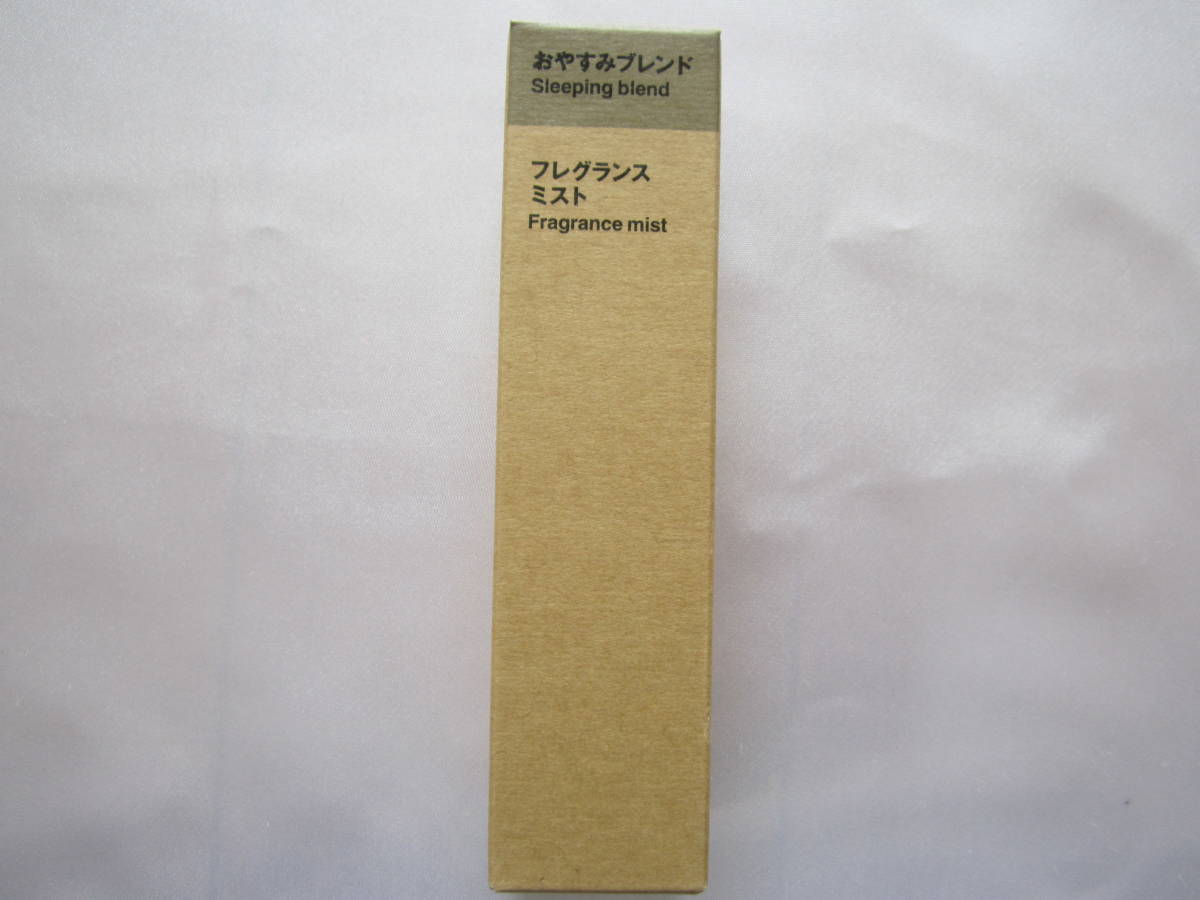 おやすみブレンド
Sleeping blend
フレグランス
ミスト
Fragrance mist